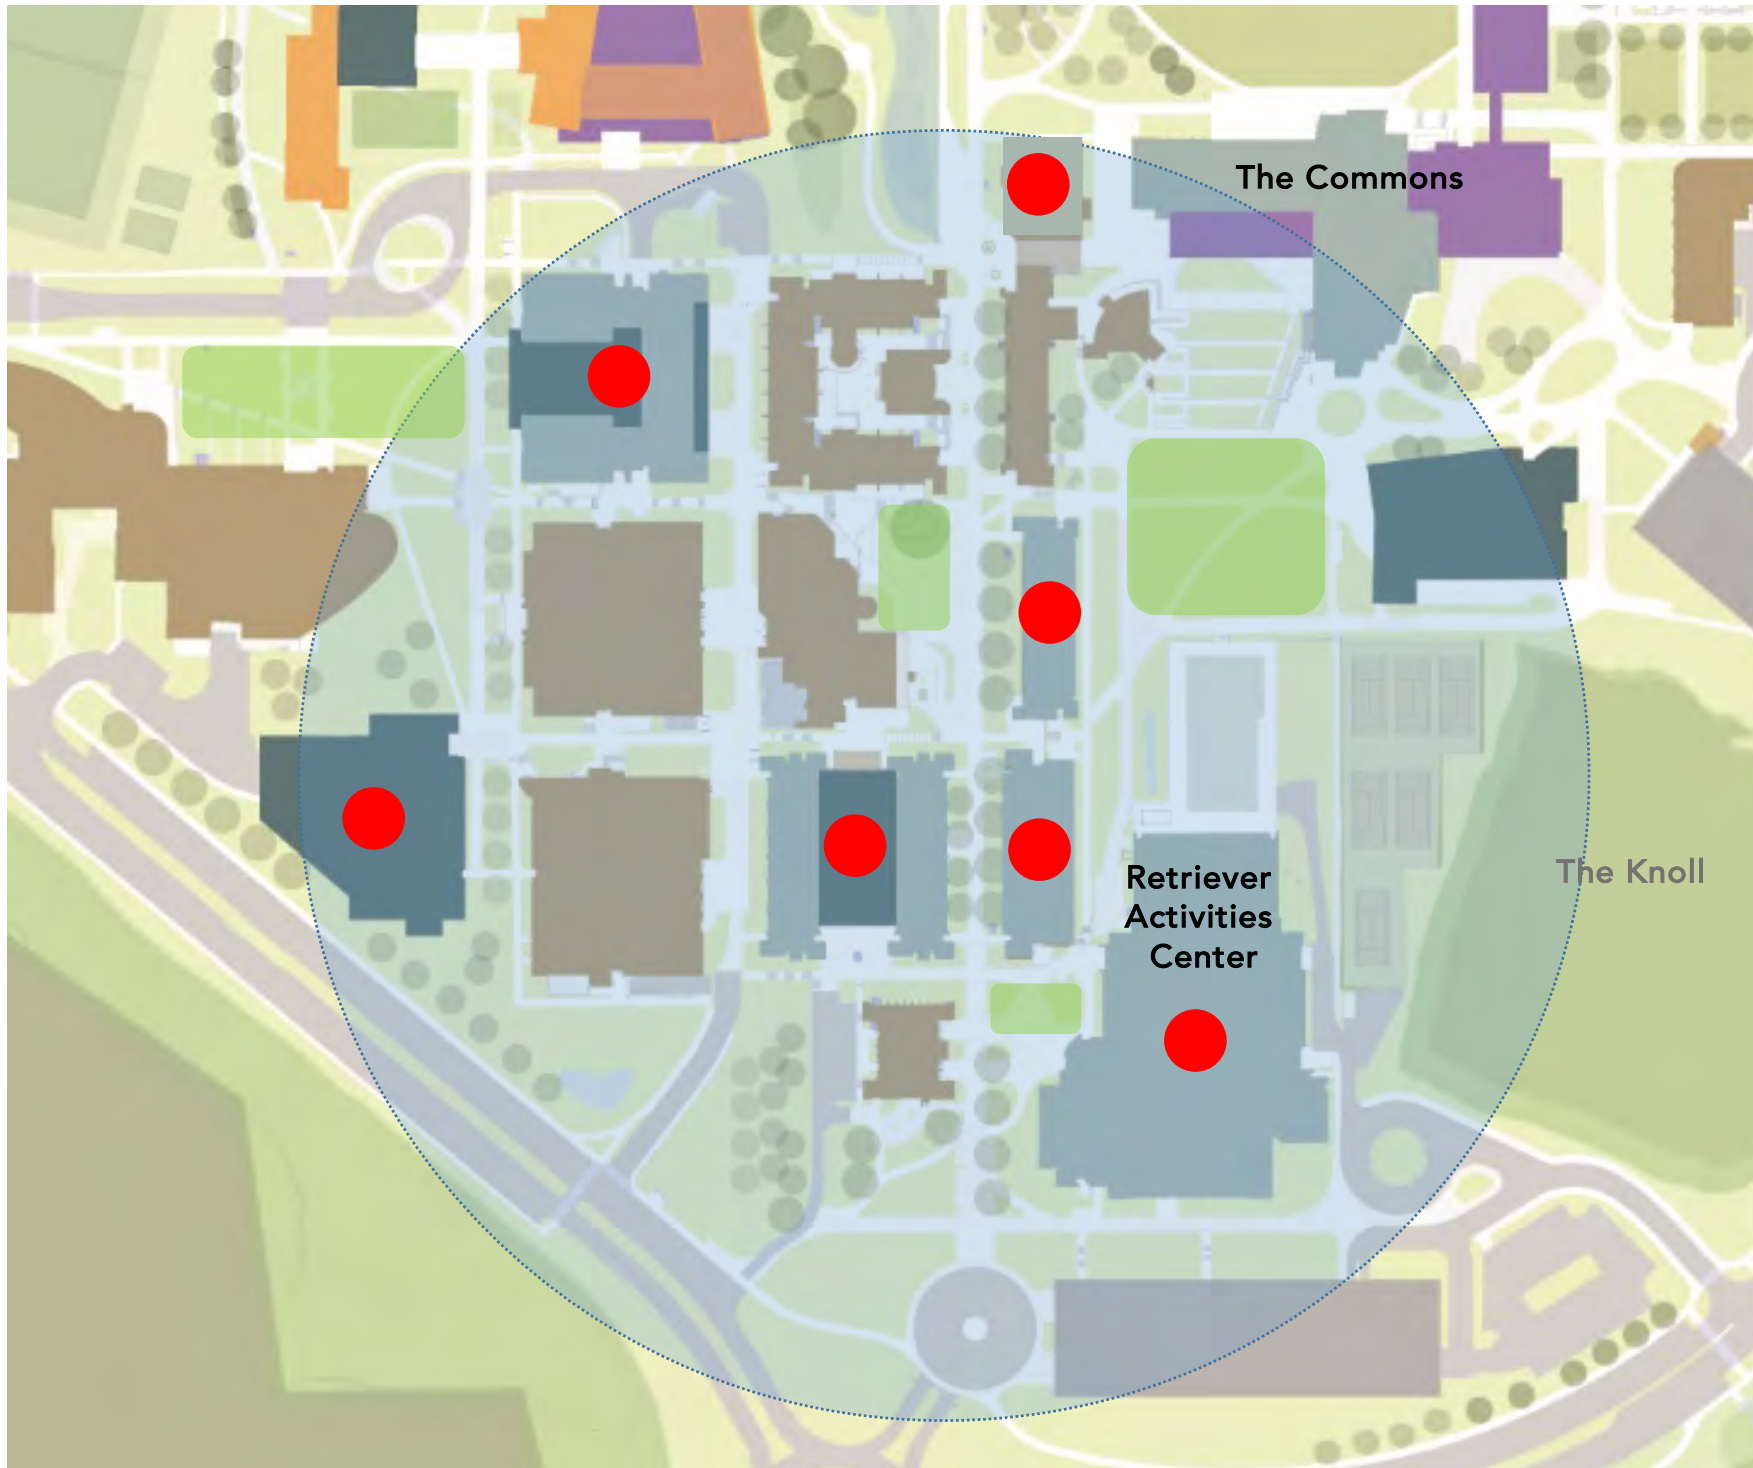 The Commons
The Knoll
Retriever
Activities
Center